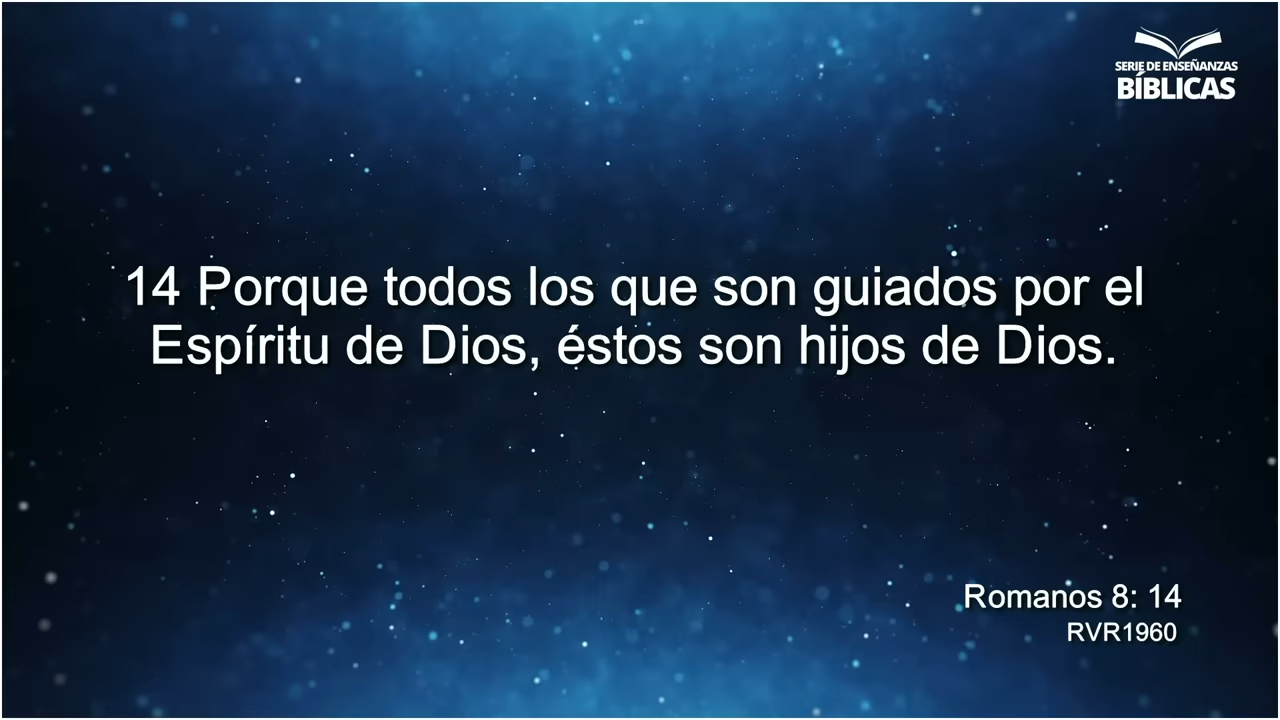 SERIE DE ENSEÑANZAS
BÍBLICAS
14 Porque todos los que son guiados por el
Espíritu de Dios, éstos son hijos de Dios.
Romanos 8: 14
RVR1960